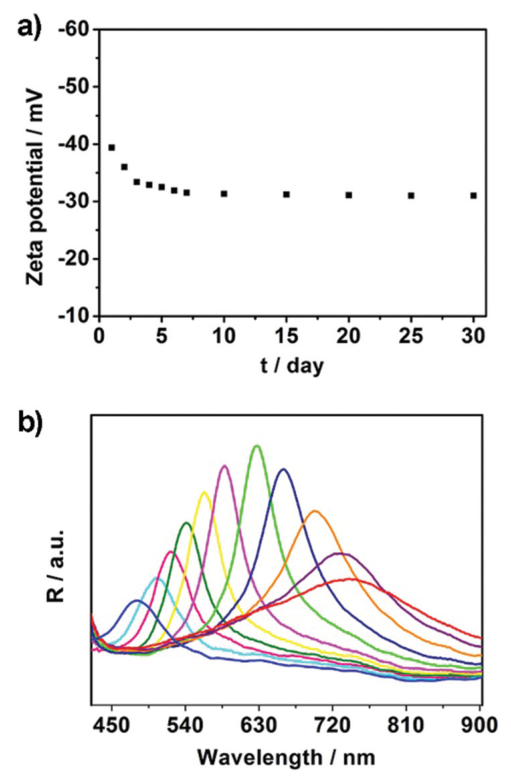 a)
-60
-50
-40
-30
-20
-10
Zeta potential / mV
0 5 10 15 20 25 30
t / day
b)
R / a.u.
450 540 630 720 810 900
Wavelength / nm